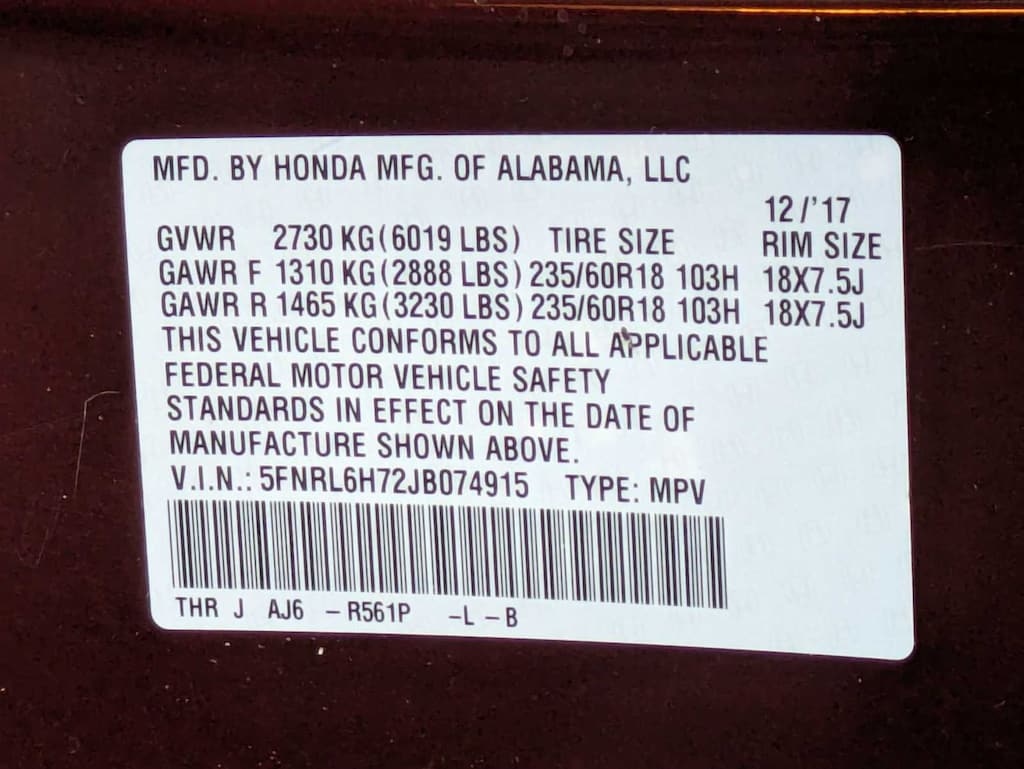 MFD. BY HONDA MFG. OF ALABAMA, LLC
12/'17
GVWR 2730 KG(6019 LBS) TIRE SIZE RIM SIZE
GAWR F 1310 KG(2888 LBS) 235/60R18 103H 18X7.5J
GAWR R 1465 KG(3230 LBS) 235/60R18 103H 18X7.5J
THIS VEHICLE CONFORMS TO ALL APPLICABLE
FEDERAL MOTOR VEHICLE SAFETY
STANDARDS IN EFFECT ON THE DATE OF
MANUFACTURE SHOWN ABOVE.
V.I.N.: 5FNRL6H72JB074915 TYPE: MPV
THR J AJ6 -R561P -L -B